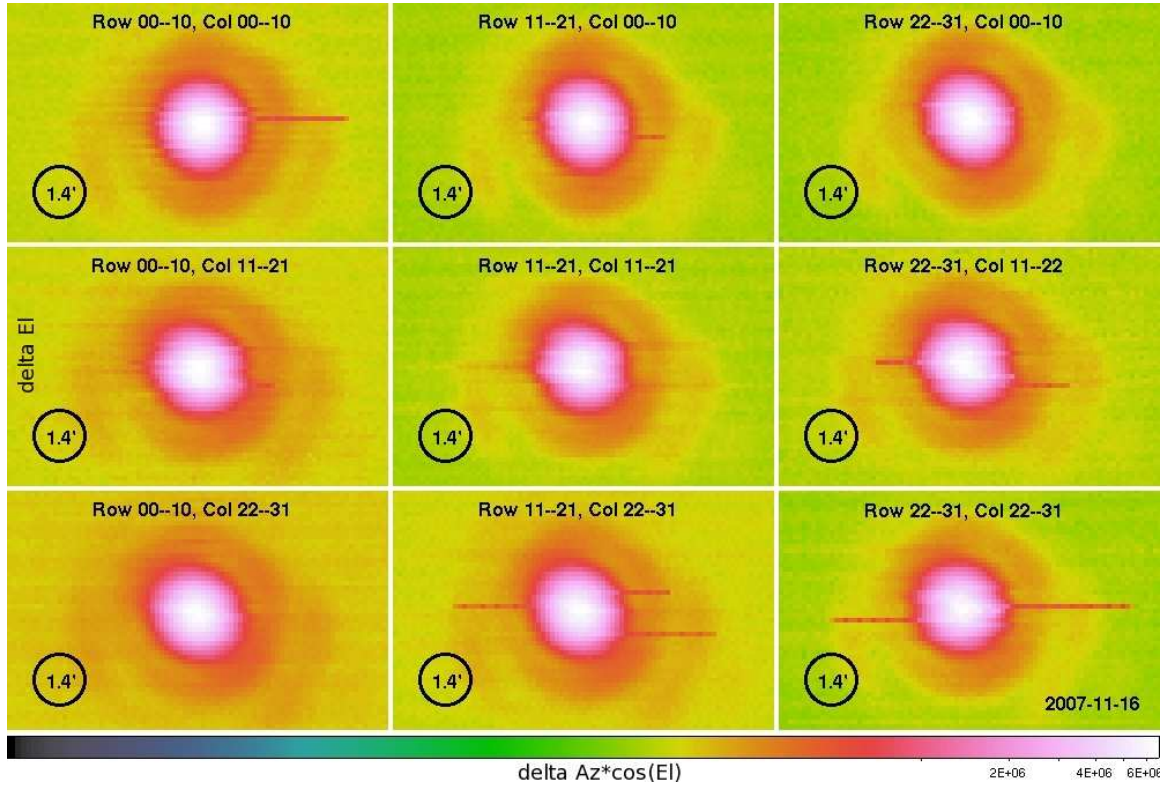 Row 00--10, Col 00--10
Row 11--21, Col 00--10
Row 22--31, Col 00--10
1.4'
1.4'
1.4'
Row 00--10, Col 11--21
Row 11--21, Col 11--21
Row 22--31, Col 11--22
delta El
1.4'
1.4'
1.4'
Row 00--10, Col 22--31
Row 11--21, Col 22--31
Row 22--31, Col 22--31
1.4'
1.4'
1.4'
2007-11-16
delta Az*cos(El)
2E+06
4E+06
6E+06